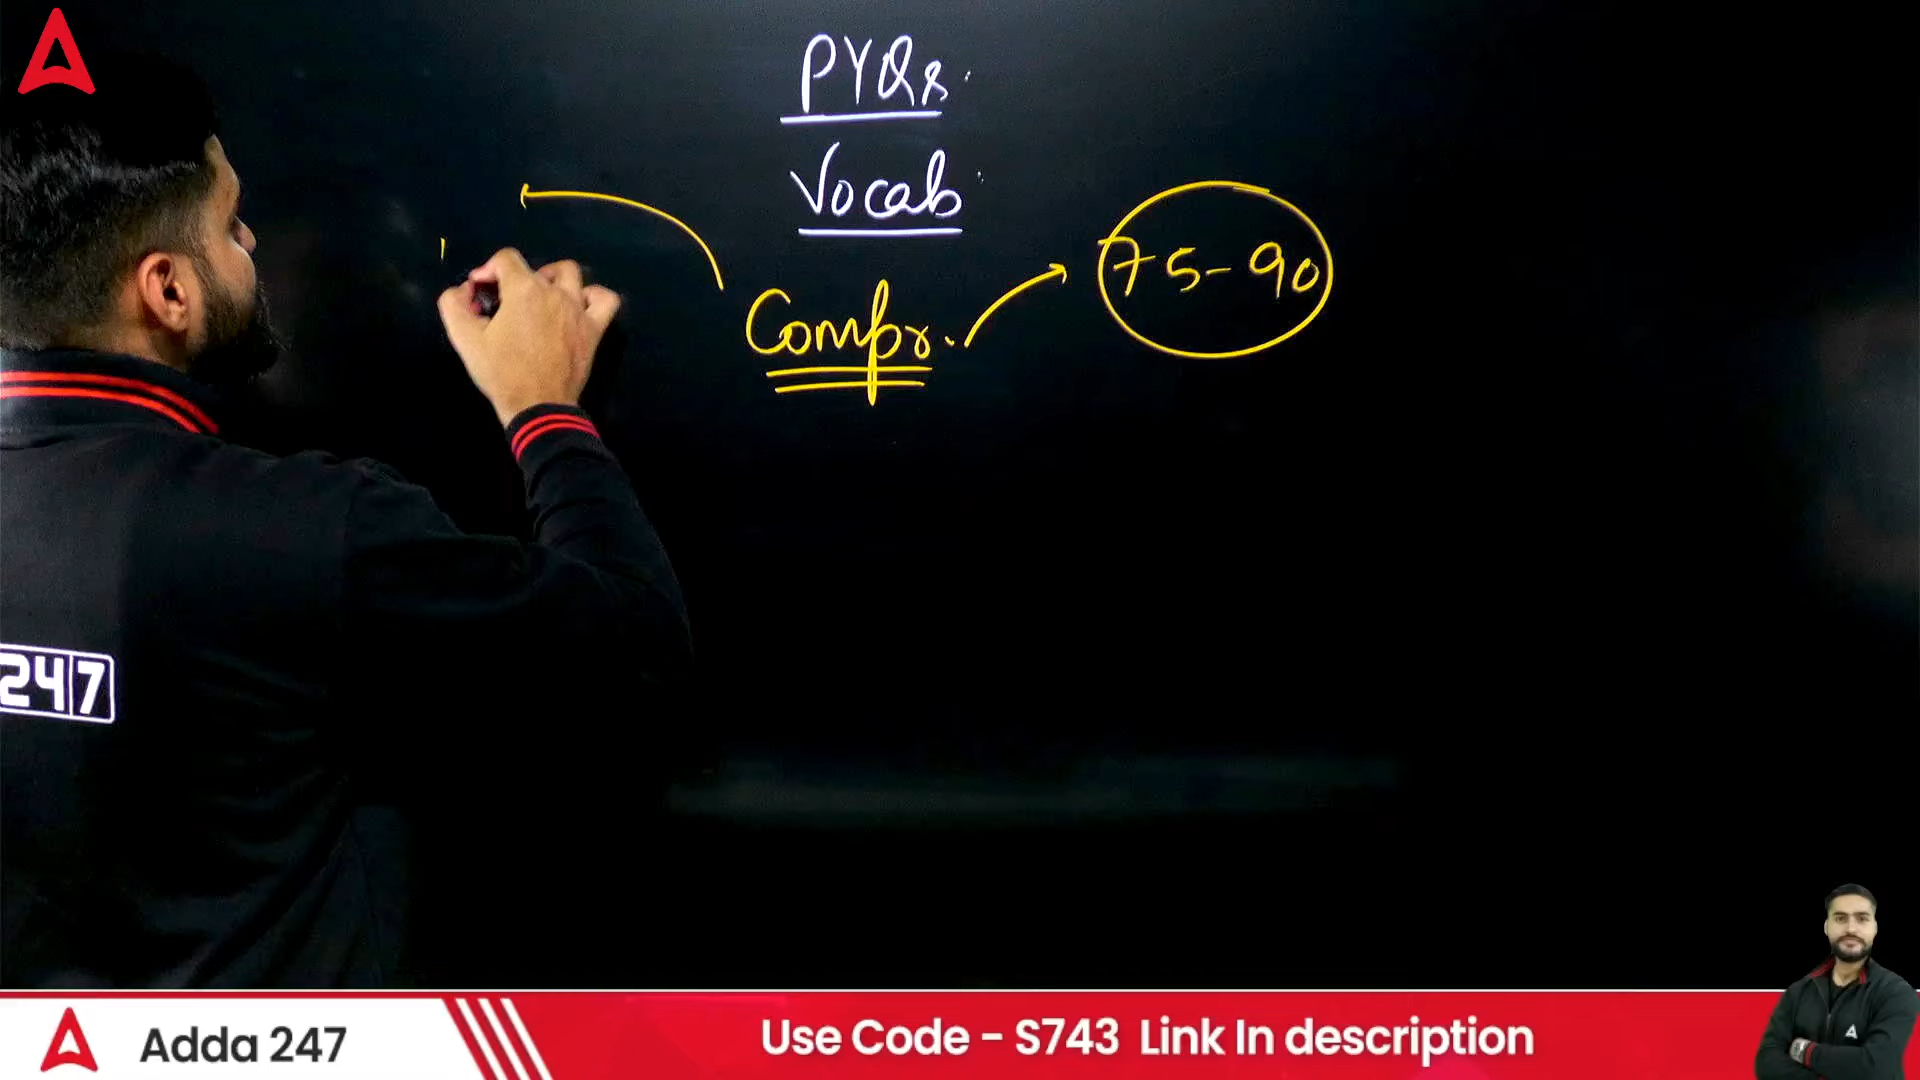 PYQs.
Vocab
Compr.
75-90
247
Adda 247
Use Code - S743 Link In description